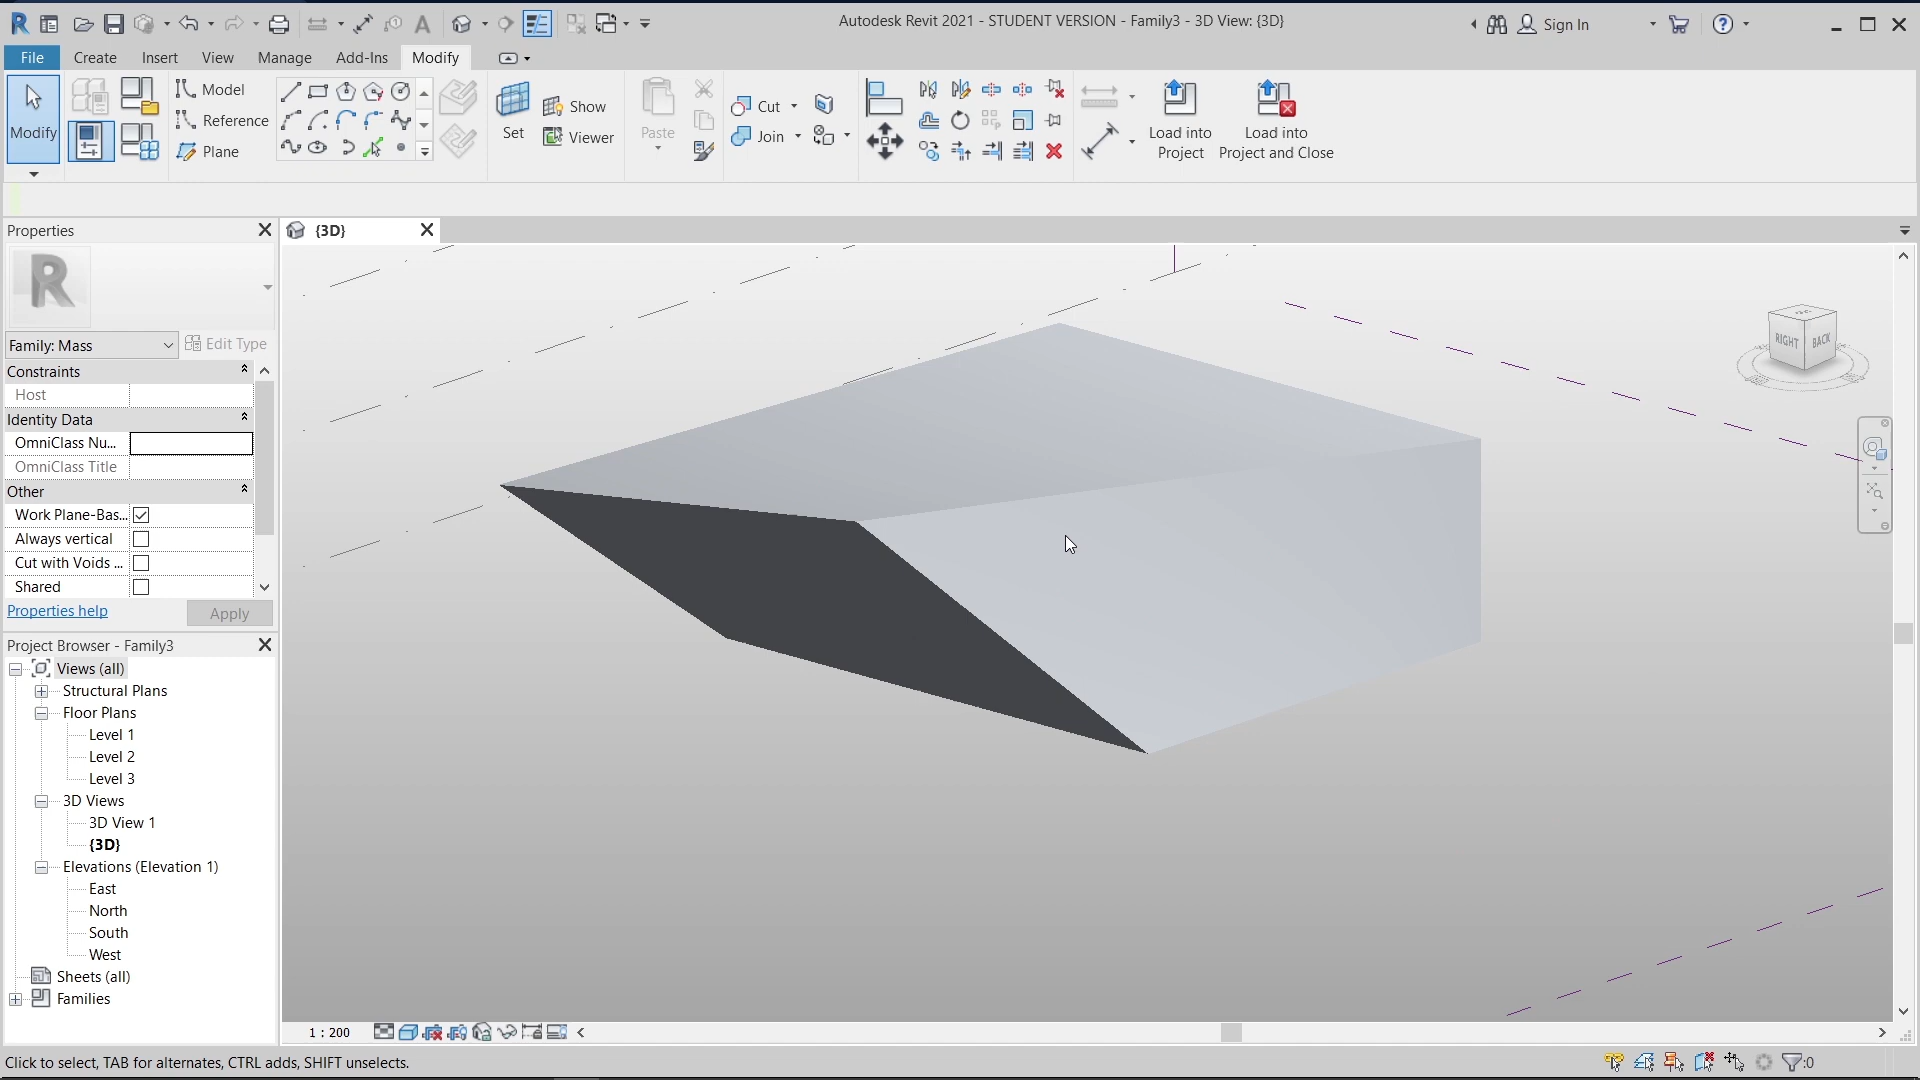 Autodesk Revit 2021 - STUDENT VERSION - Family3 - 3D View: {3D}
Sign In
File
Create
Insert
View
Manage
Add-Ins
Modify
Modify
Model
Reference
Plane
Set
Show
Viewer
Paste
Cut
Join
Load into
Project
Load into
Project and Close
Properties
{3D}
R
Family: Mass
Edit Type
Constraints
Host
Identity Data
OmniClass Nu...
OmniClass Title
Other
Work Plane-Bas...
Always vertical
Cut with Voids ...
Shared
Properties help
Apply
Project Browser - Family3
Views (all)
Structural Plans
Floor Plans
Level 1
Level 2
Level 3
3D Views
3D View 1
{3D}
Elevations (Elevation 1)
East
North
South
West
Sheets (all)
Families
RIGHT
BACK
1 : 200
Click to select, TAB for alternates, CTRL adds, SHIFT unselects.
:0